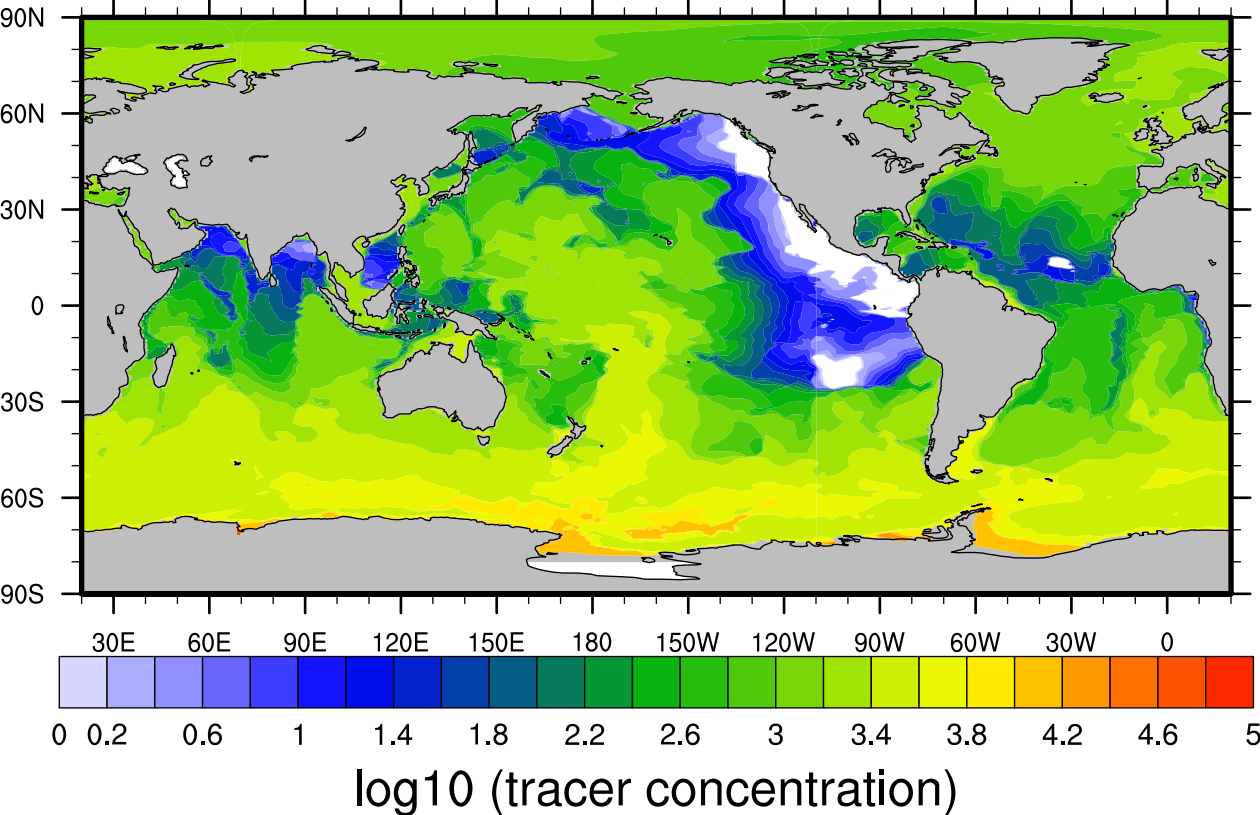 90N
60N
30N
0
30S
60S
90S
30E 60E 90E 120E 150E 180 150W 120W 90W 60W 30W 0
0 0.2 0.6 1 1.4 1.8 2.2 2.6 3 3.4 3.8 4.2 4.6 5
log10 (tracer concentration)